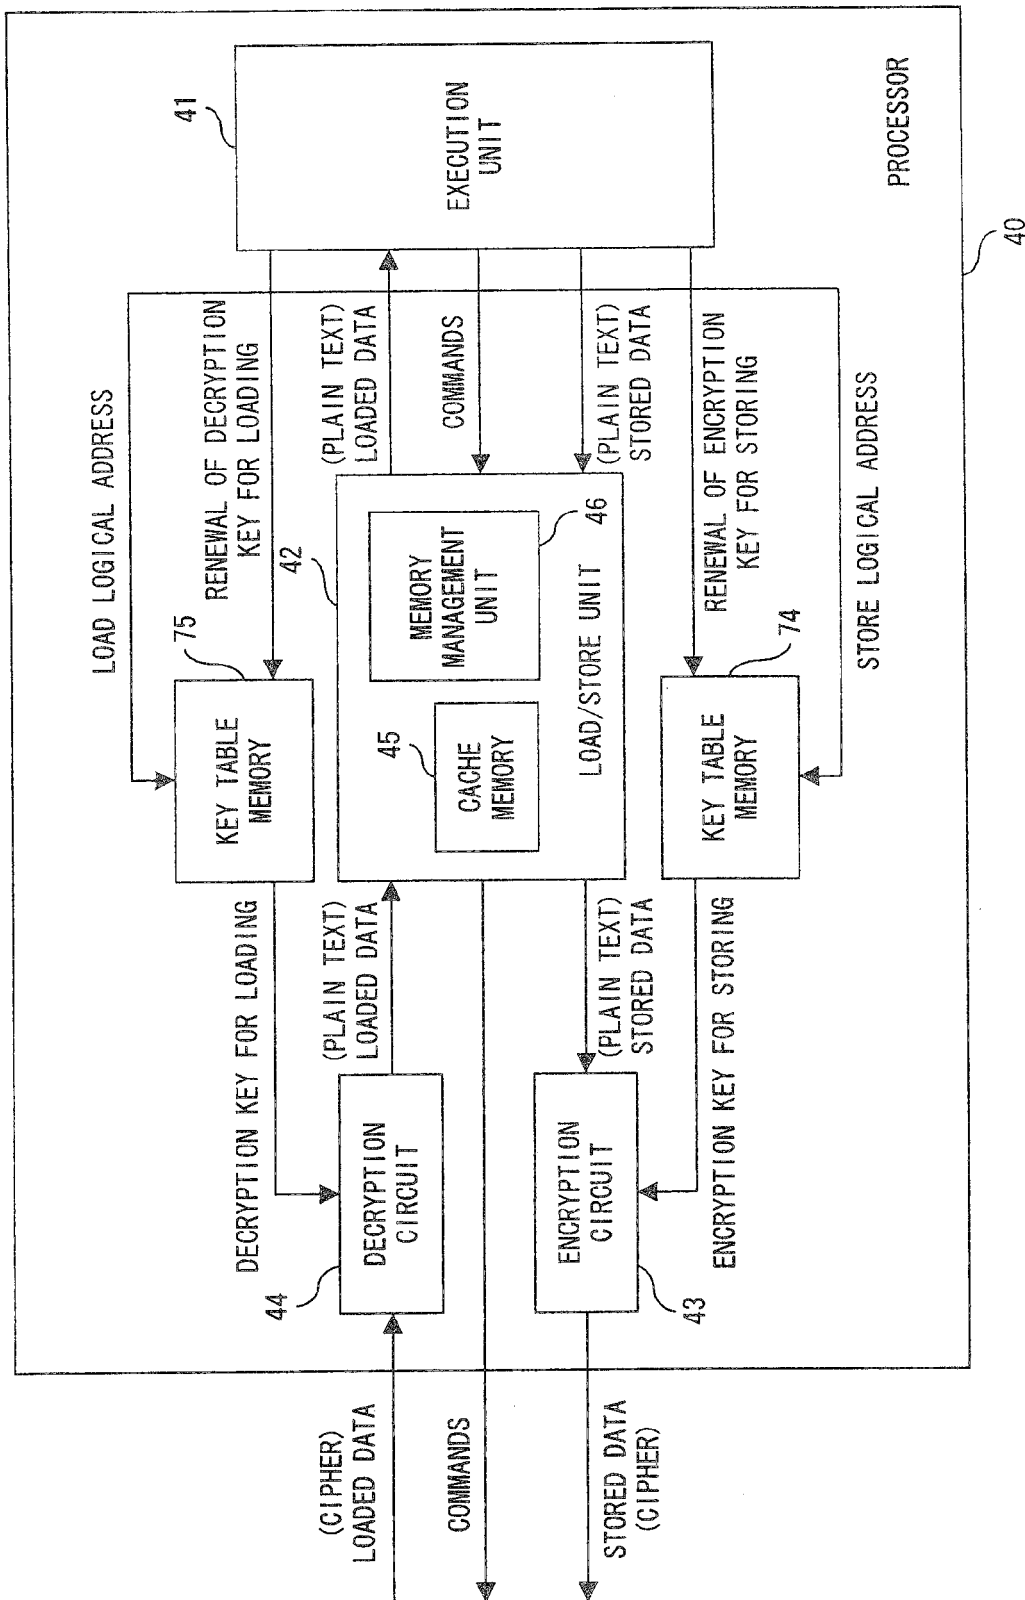 PROCESSOR
40
41
EXECUTION
UNIT
LOAD LOGICAL ADDRESS
RENEWAL OF DECRYPTION
KEY FOR LOADING
(PLAIN TEXT)
LOADED DATA
COMMANDS
(PLAIN TEXT)
STORED DATA
RENEWAL OF ENCRYPTION
KEY FOR STORING
STORE LOGICAL ADDRESS
75
KEY TABLE
MEMORY
42
MEMORY
MANAGEMENT
UNIT
46
45
CACHE
MEMORY
LOAD/STORE UNIT
74
KEY TABLE
MEMORY
DECRYPTION KEY FOR LOADING
(PLAIN TEXT)
LOADED DATA
(PLAIN TEXT)
STORED DATA
ENCRYPTION KEY FOR STORING
44
DECRYPTION
CIRCUIT
ENCRYPTION
CIRCUIT
43
(CIPHER)
LOADED DATA
COMMANDS
STORED DATA
(CIPHER)